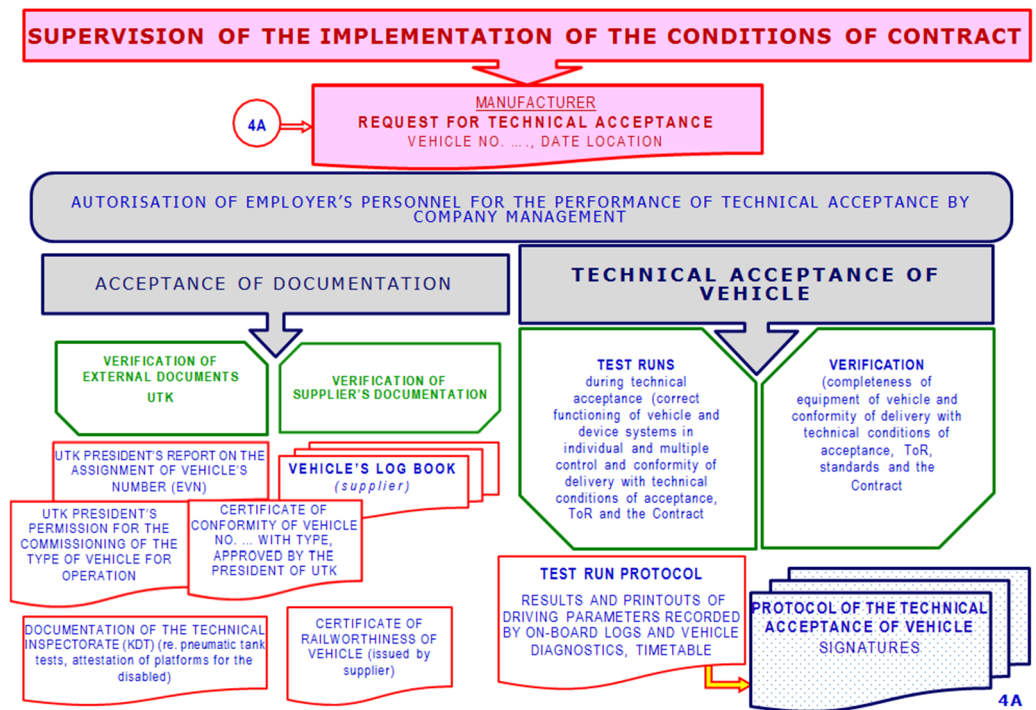 SUPERVISION OF THE IMPLEMENTATION OF THE CONDITIONS OF CONTRACT
4A
MANUFACTURER
REQUEST FOR TECHNICAL ACCEPTANCE
VEHICLE NO. …., DATE LOCATION
AUTORISATION OF EMPLOYER'S PERSONNEL FOR THE PERFORMANCE OF TECHNICAL ACCEPTANCE BY
COMPANY MANAGEMENT
ACCEPTANCE OF DOCUMENTATION
TECHNICAL ACCEPTANCE OF
VEHICLE
VERIFICATION OF
EXTERNAL DOCUMENTS
UTK
VERIFICATION OF
SUPPLIER'S DOCUMENTATION
TEST RUNS
during technical
acceptance (correct
functioning of vehicle and
device systems in
individual and multiple
control and conformity of
delivery with technical
conditions of acceptance,
ToR and the Contract
VERIFICATION
(completeness of
equipment of vehicle and
conformity of delivery with
technical conditions of
acceptance, ToR,
standards and the
Contract
UTK PRESIDENT'S REPORT ON THE
ASSIGNMENT OF VEHICLE'S
NUMBER (EVN)
VEHICLE'S LOG BOOK
(supplier)
UTK PRESIDENT'S
PERMISSION FOR THE
COMMISSIONING OF THE
TYPE OF VEHICLE FOR
OPERATION
CERTIFICATE OF
CONFORMITY OF VEHICLE
NO. … WITH TYPE,
APPROVED BY THE
PRESIDENT OF UTK
DOCUMENTATION OF THE TECHNICAL
INSPECTORATE (KDT) (re. pneumatic tank
tests, attestation of platforms for the
disabled)
CERTIFICATE OF
RAILWORTHINESS OF
VEHICLE (issued by
supplier)
TEST RUN PROTOCOL
RESULTS AND PRINTOUTS OF
DRIVING PARAMETERS RECORDED
BY ON-BOARD LOGS AND VEHICLE
DIAGNOSTICS, TIMETABLE
PROTOCOL OF THE TECHNICAL
ACCEPTANCE OF VEHICLE
SIGNATURES
4A